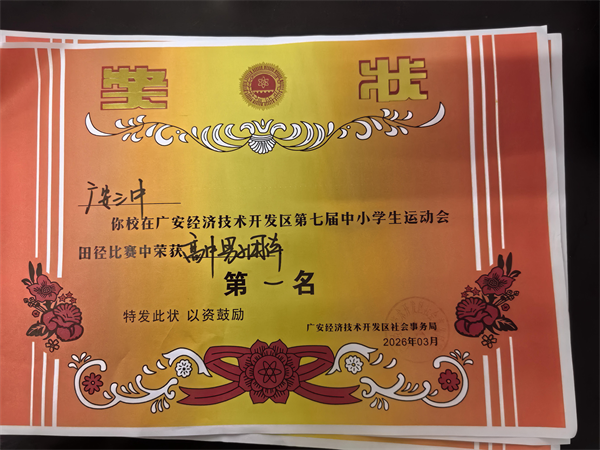 奖状
广安三中
你校在广安经济技术开发区第七届中小学生运动会
田径比赛中荣获高中男子团体
第一名
特发此状 以资鼓励
广安经济技术开发区社会事务局
2026年03月